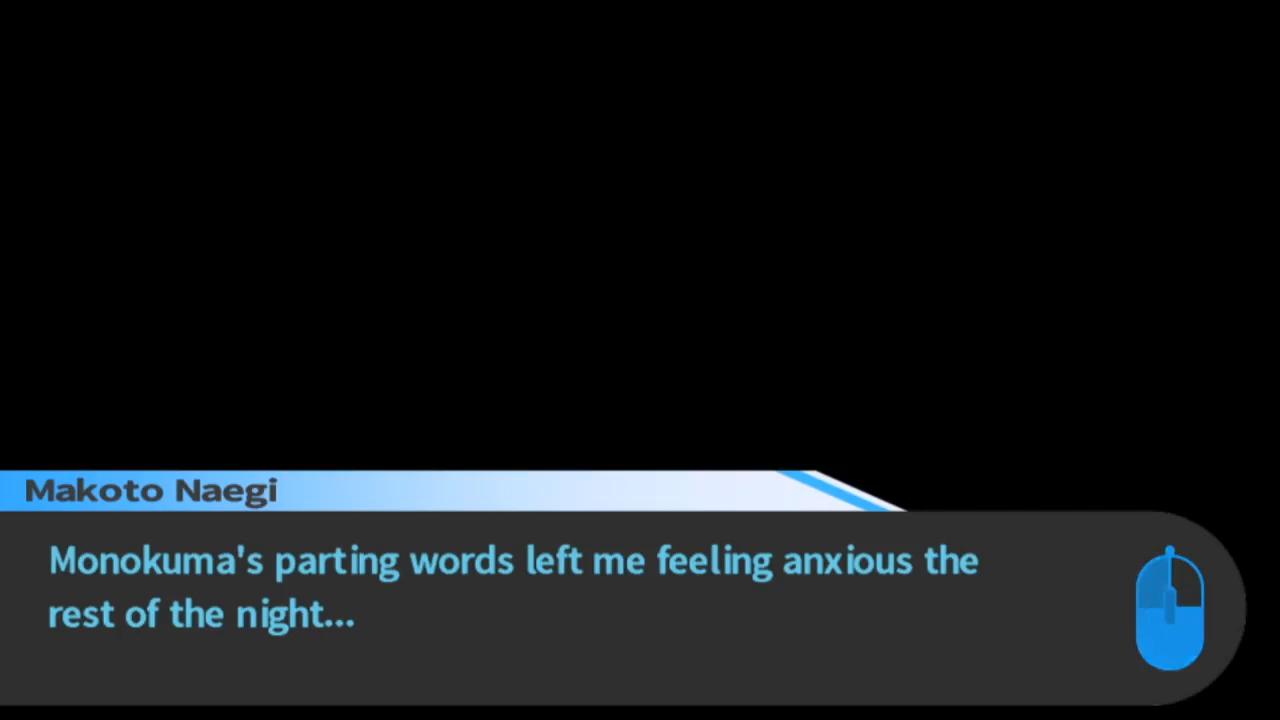 Makoto Naegi
Monokuma's parting words left me feeling anxious the
rest of the night...